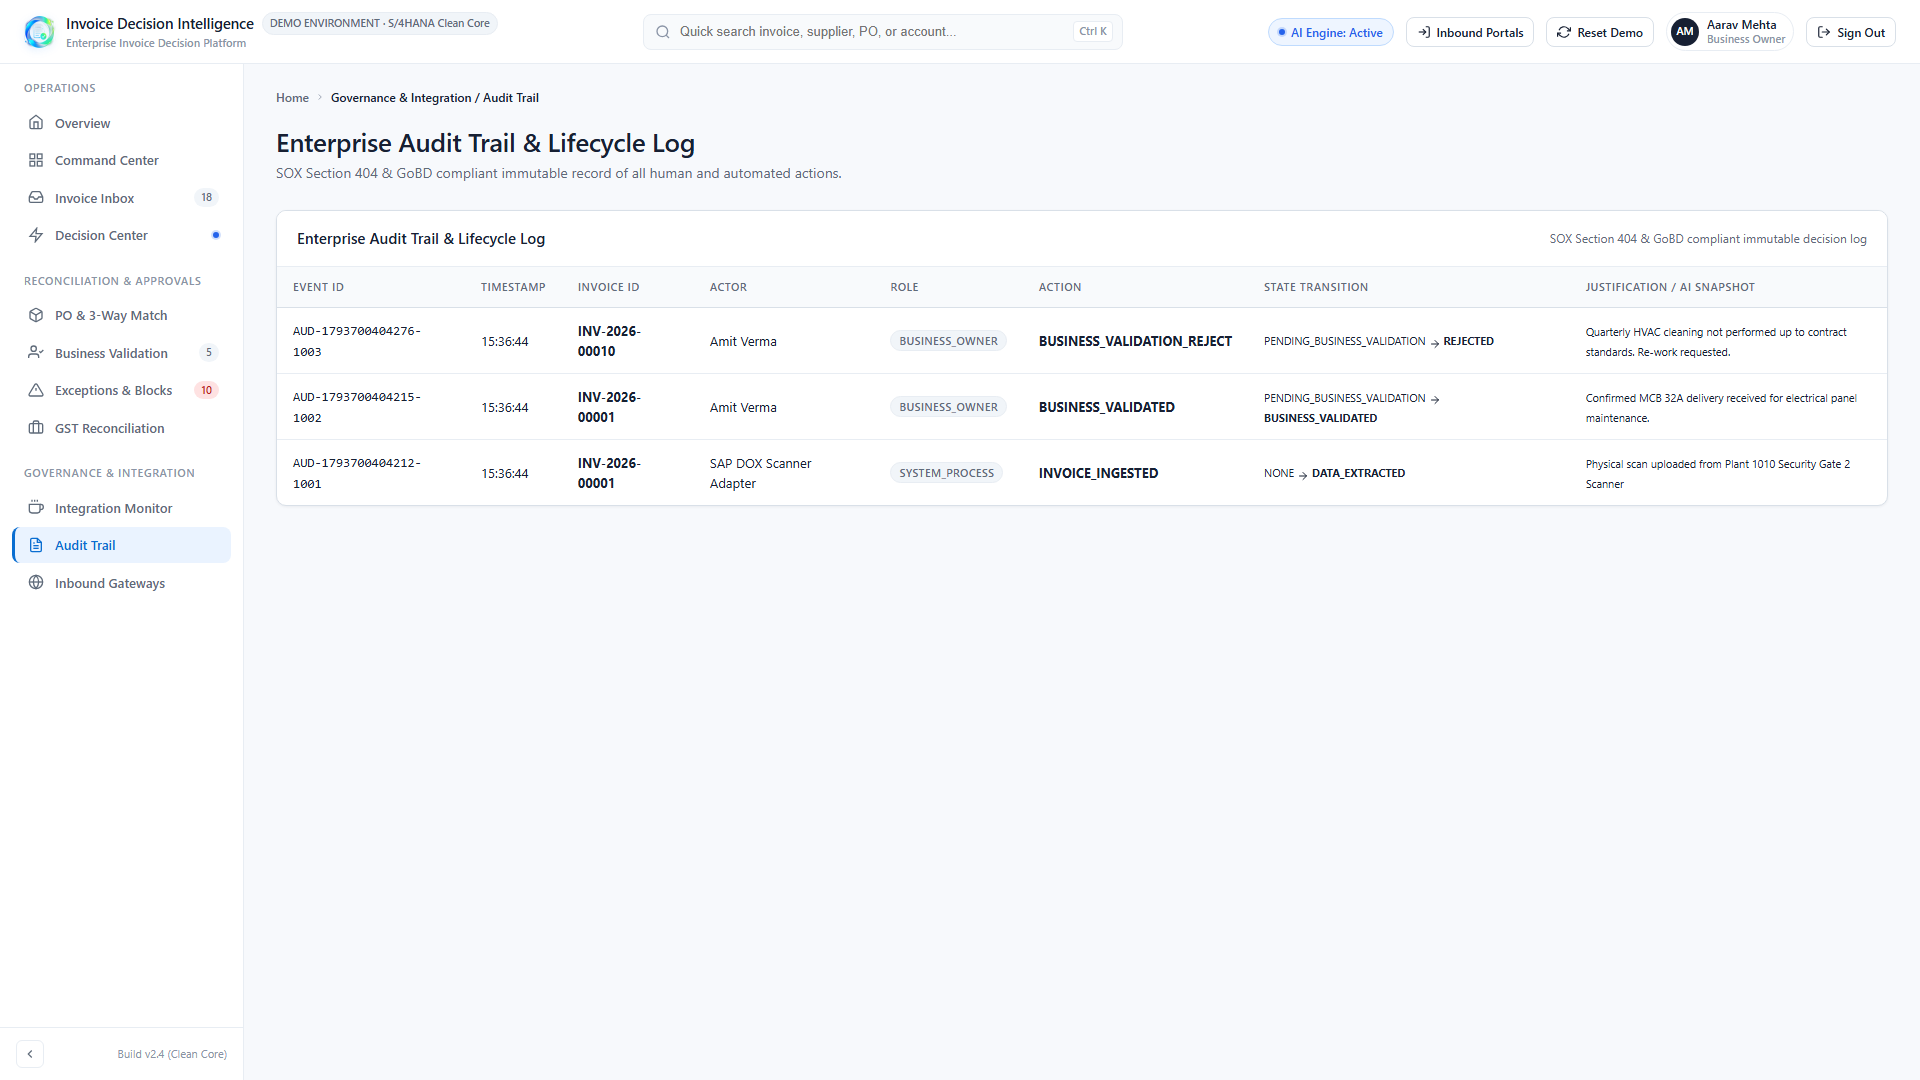 Invoice Decision Intelligence
Enterprise Invoice Decision Platform
DEMO ENVIRONMENT · S/4HANA Clean Core
Quick search invoice, supplier, PO, or account...
Ctrl K
AI Engine: Active
Inbound Portals
Reset Demo
AM
Aarav Mehta
Business Owner
Sign Out
OPERATIONS
Overview
Command Center
Invoice Inbox 18
Decision Center
RECONCILIATION & APPROVALS
PO & 3-Way Match
Business Validation 5
Exceptions & Blocks 10
GST Reconciliation
GOVERNANCE & INTEGRATION
Integration Monitor
Audit Trail
Inbound Gateways
Build v2.4 (Clean Core)
Home > Governance & Integration / Audit Trail
Enterprise Audit Trail & Lifecycle Log
SOX Section 404 & GoBD compliant immutable record of all human and automated actions.
Enterprise Audit Trail & Lifecycle Log
SOX Section 404 & GoBD compliant immutable decision log
EVENT ID TIMESTAMP INVOICE ID ACTOR ROLE ACTION STATE TRANSITION JUSTIFICATION / AI SNAPSHOT
AUD-1793700404276-
1003
15:36:44
INV-2026-
00010
Amit Verma
BUSINESS_OWNER
BUSINESS_VALIDATION_REJECT
PENDING_BUSINESS_VALIDATION → REJECTED
Quarterly HVAC cleaning not performed up to contract
standards. Re-work requested.
AUD-1793700404215-
1002
15:36:44
INV-2026-
00001
Amit Verma
BUSINESS_OWNER
BUSINESS_VALIDATED
PENDING_BUSINESS_VALIDATION →
BUSINESS_VALIDATED
Confirmed MCB 32A delivery received for electrical panel
maintenance.
AUD-1793700404212-
1001
15:36:44
INV-2026-
00001
SAP DOX Scanner
Adapter
SYSTEM_PROCESS
INVOICE_INGESTED
NONE → DATA_EXTRACTED
Physical scan uploaded from Plant 1010 Security Gate 2
Scanner